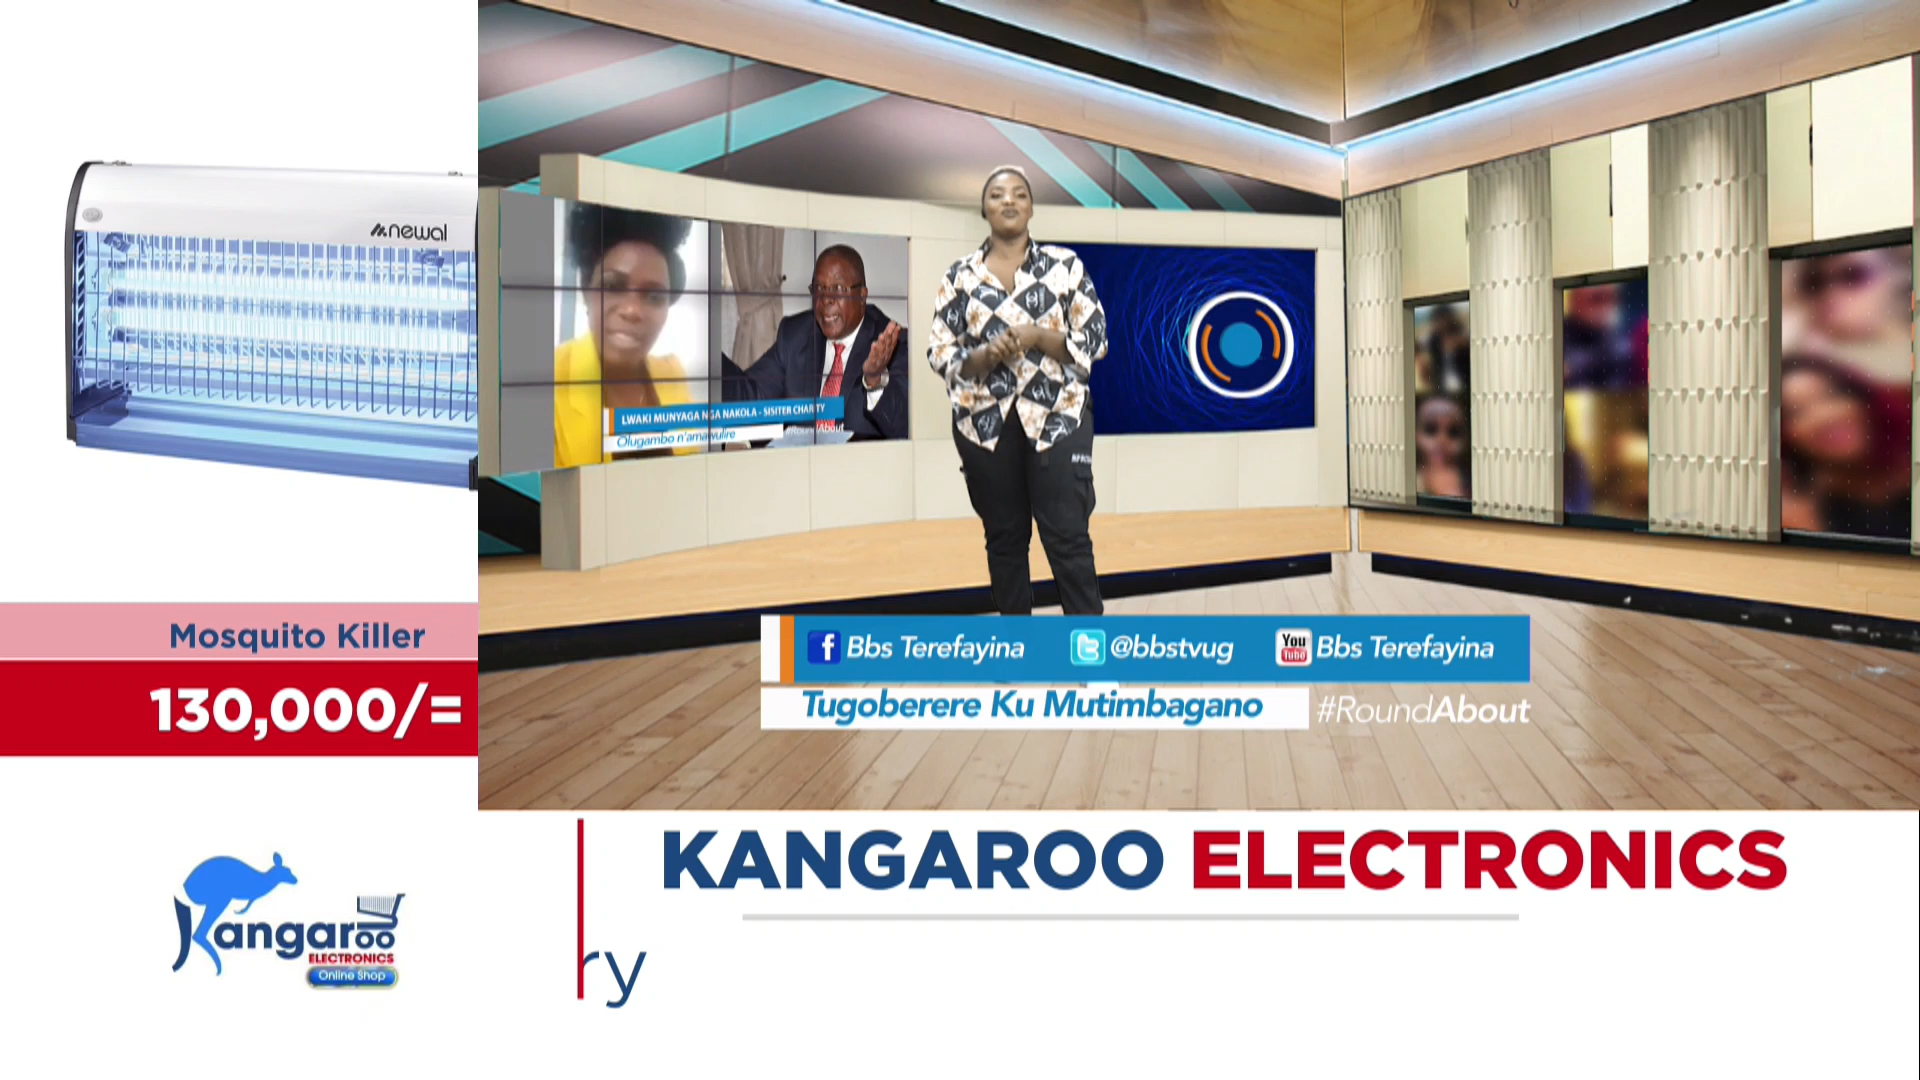 newal
Mosquito Killer
130,000/=
LWAKI MUNYAGA NGA NAKOLA - SISITER CHARITY
Olugambo n'amawulire
#RoundAbout
Bbs Terefayina
@bbstvug
You
Tube
Bbs Terefayina
Tugoberere Ku Mutimbagano
#RoundAbout
Kangaroo
ELECTRONICS
Online Shop
KANGAROO ELECTRONICS
ry